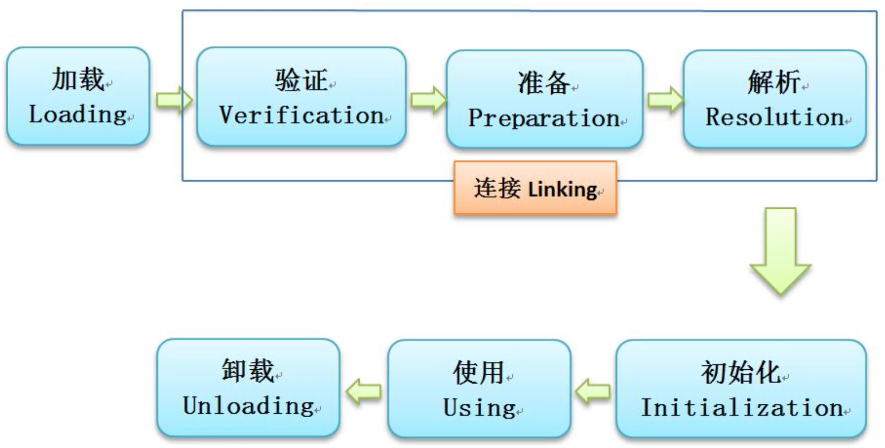 加载
Loading
验证
Verification
准备
Preparation
解析
Resolution
连接 Linking
卸载
Unloading
使用
Using
初始化
Initialization